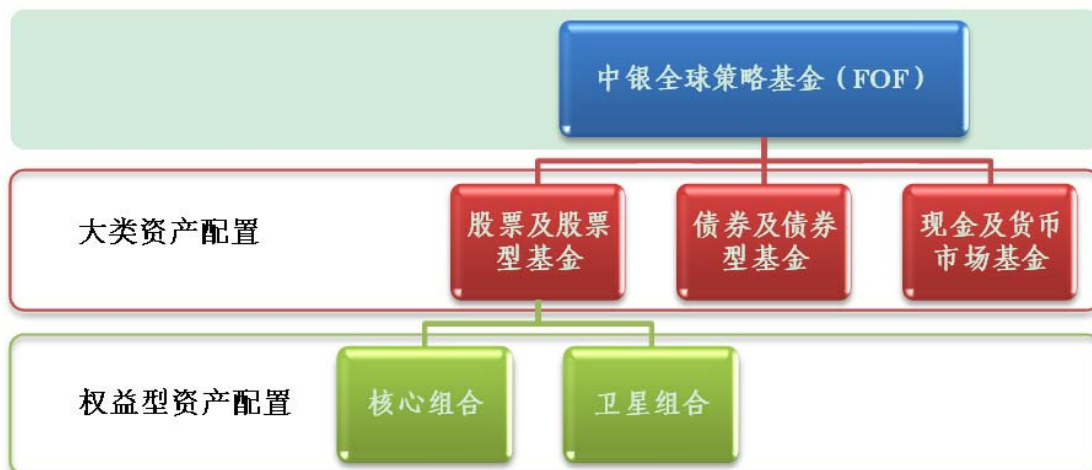 中银全球策略基金（FOF）
大类资产配置
股票及股票
型基金
债券及债券
型基金
现金及货币
市场基金
权益型资产配置
核心组合
卫星组合